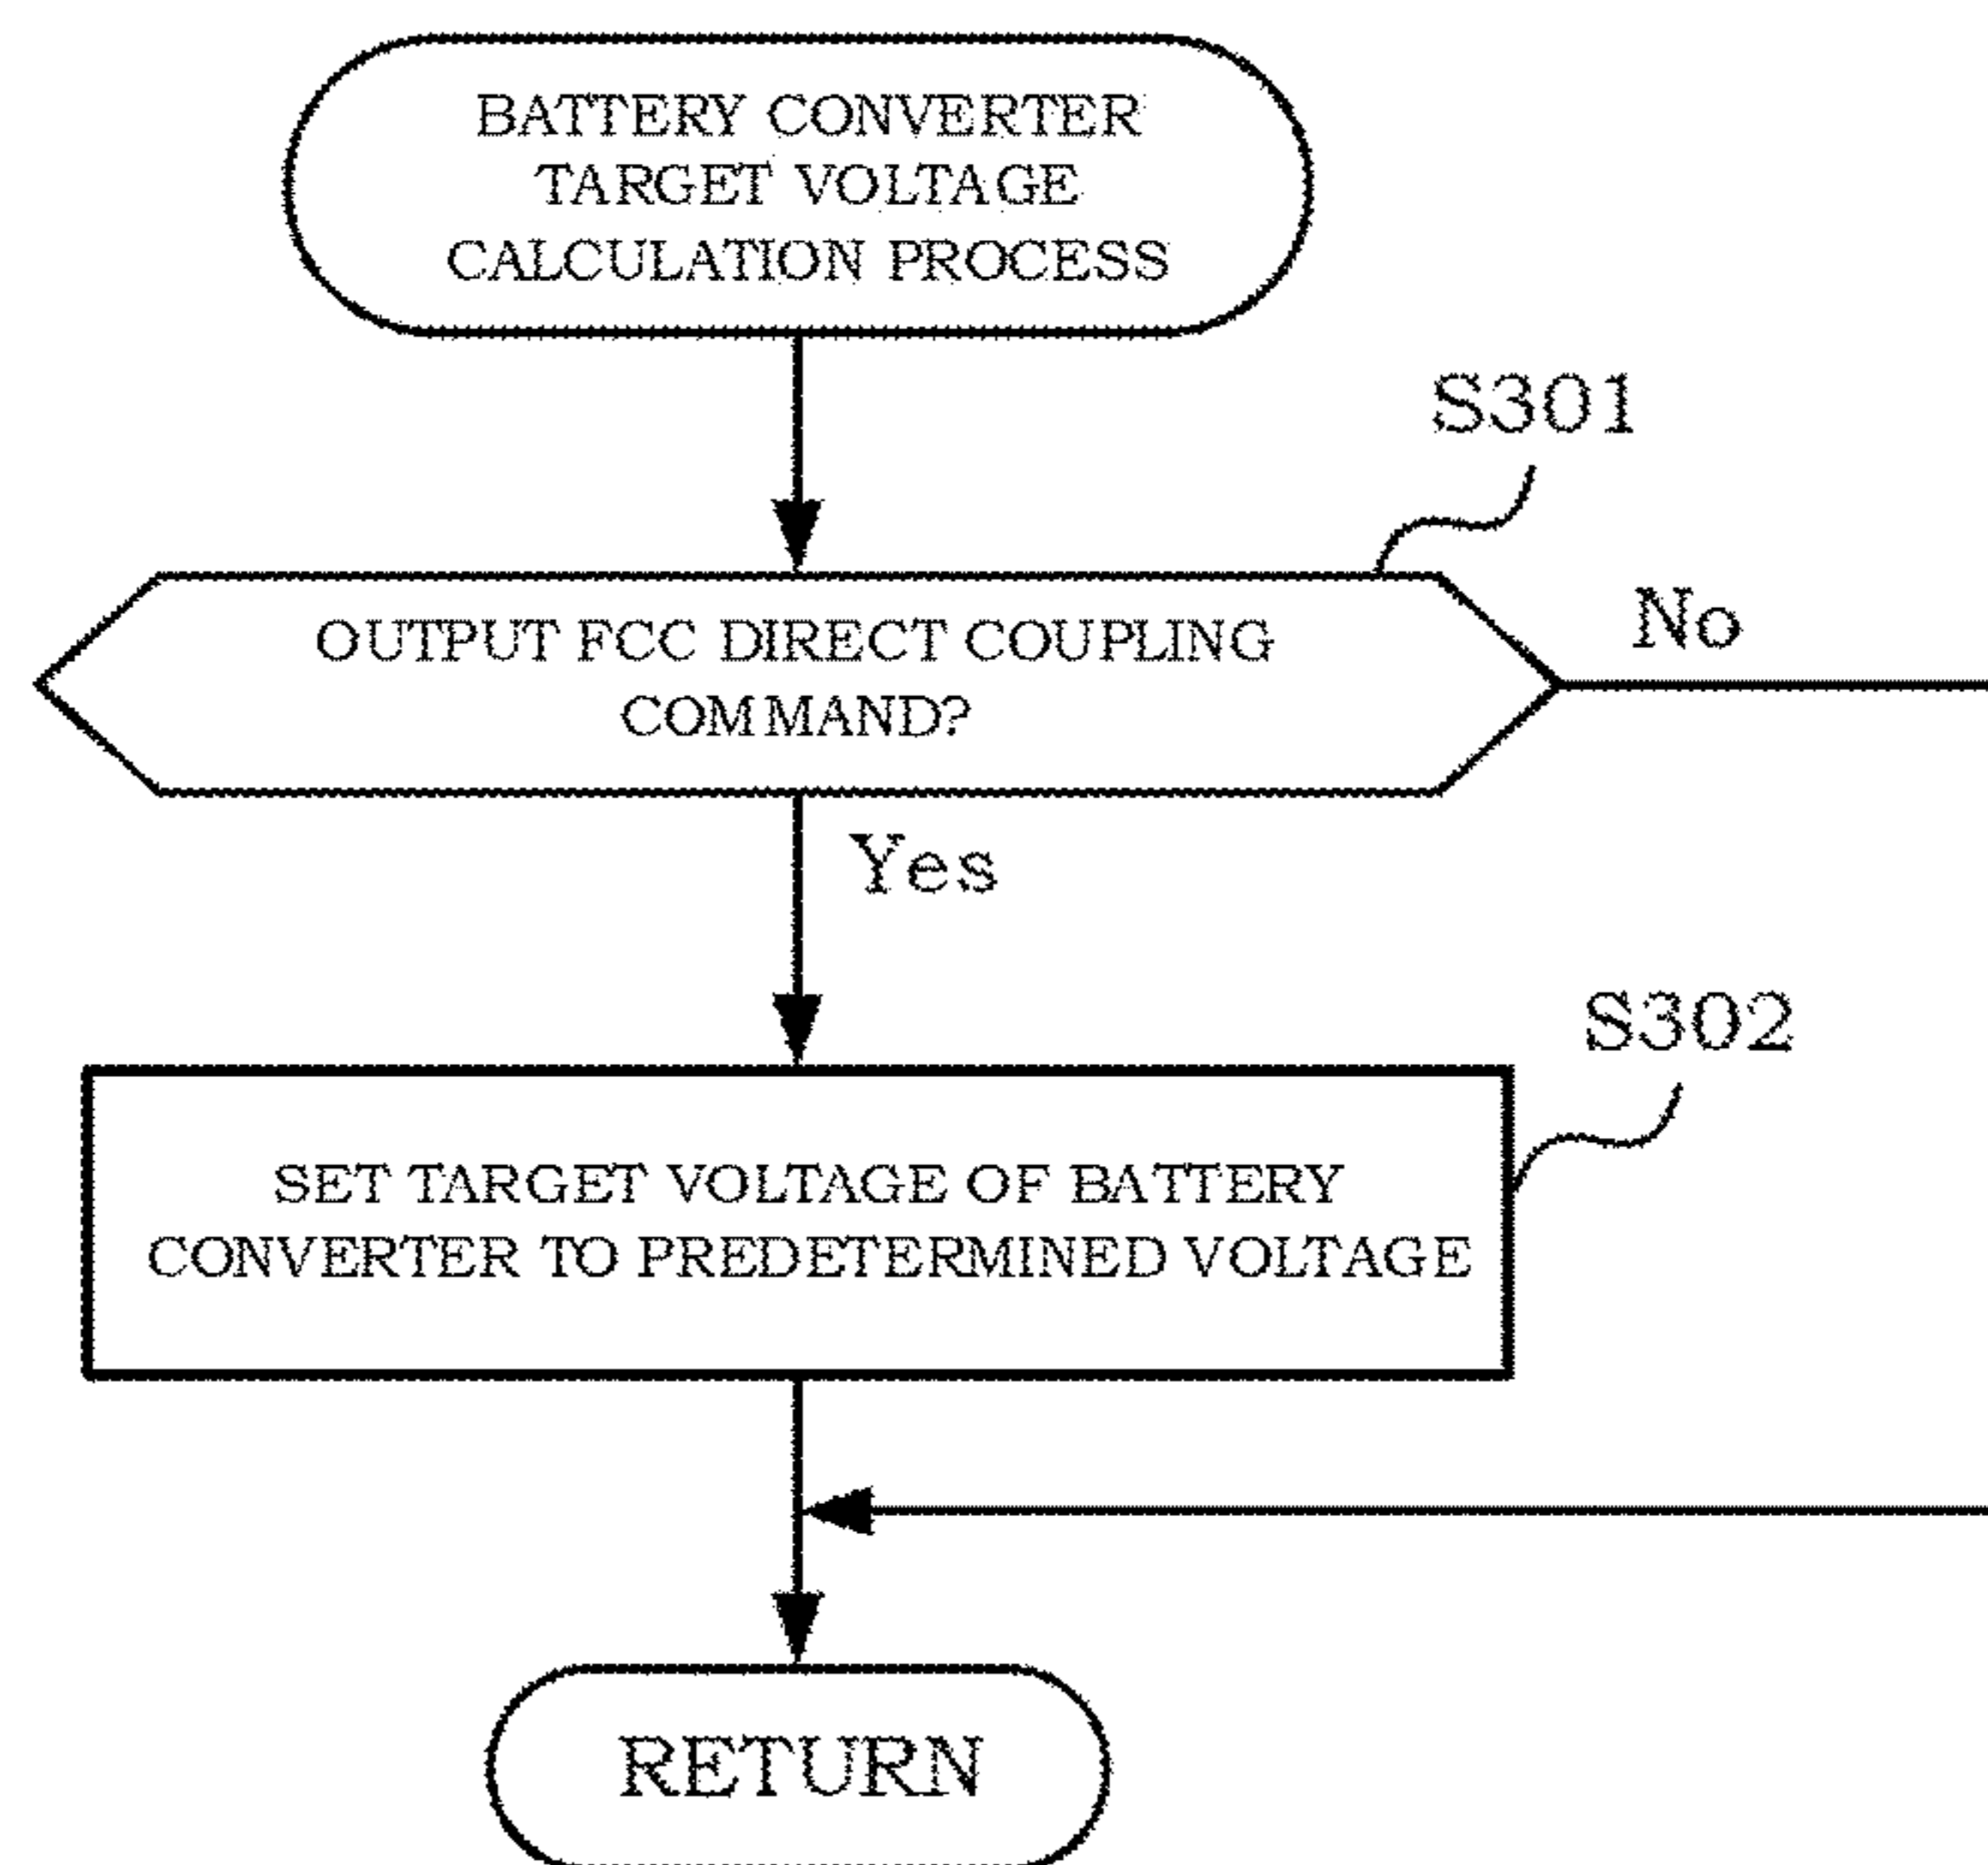 BATTERY CONVERTER
TARGET VOLTAGE
CALCULATION PROCESS
S301
OUTPUT FCC DIRECT COUPLING
COMMAND?
No
Yes
S302
SET TARGET VOLTAGE OF BATTERY
CONVERTER TO PREDETERMINED VOLTAGE
RETURN